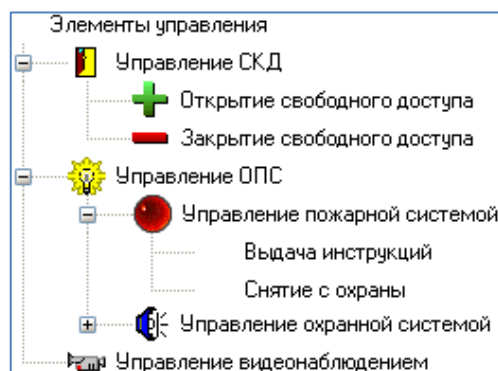 Элементы управления
Управление СКД
Открытие свободного доступа
Закрытие свободного доступа
Управление ОПС
Управление пожарной системой
Выдача инструкций
Снятие с охраны
Управление охранной системой
Управление видеонаблюдением